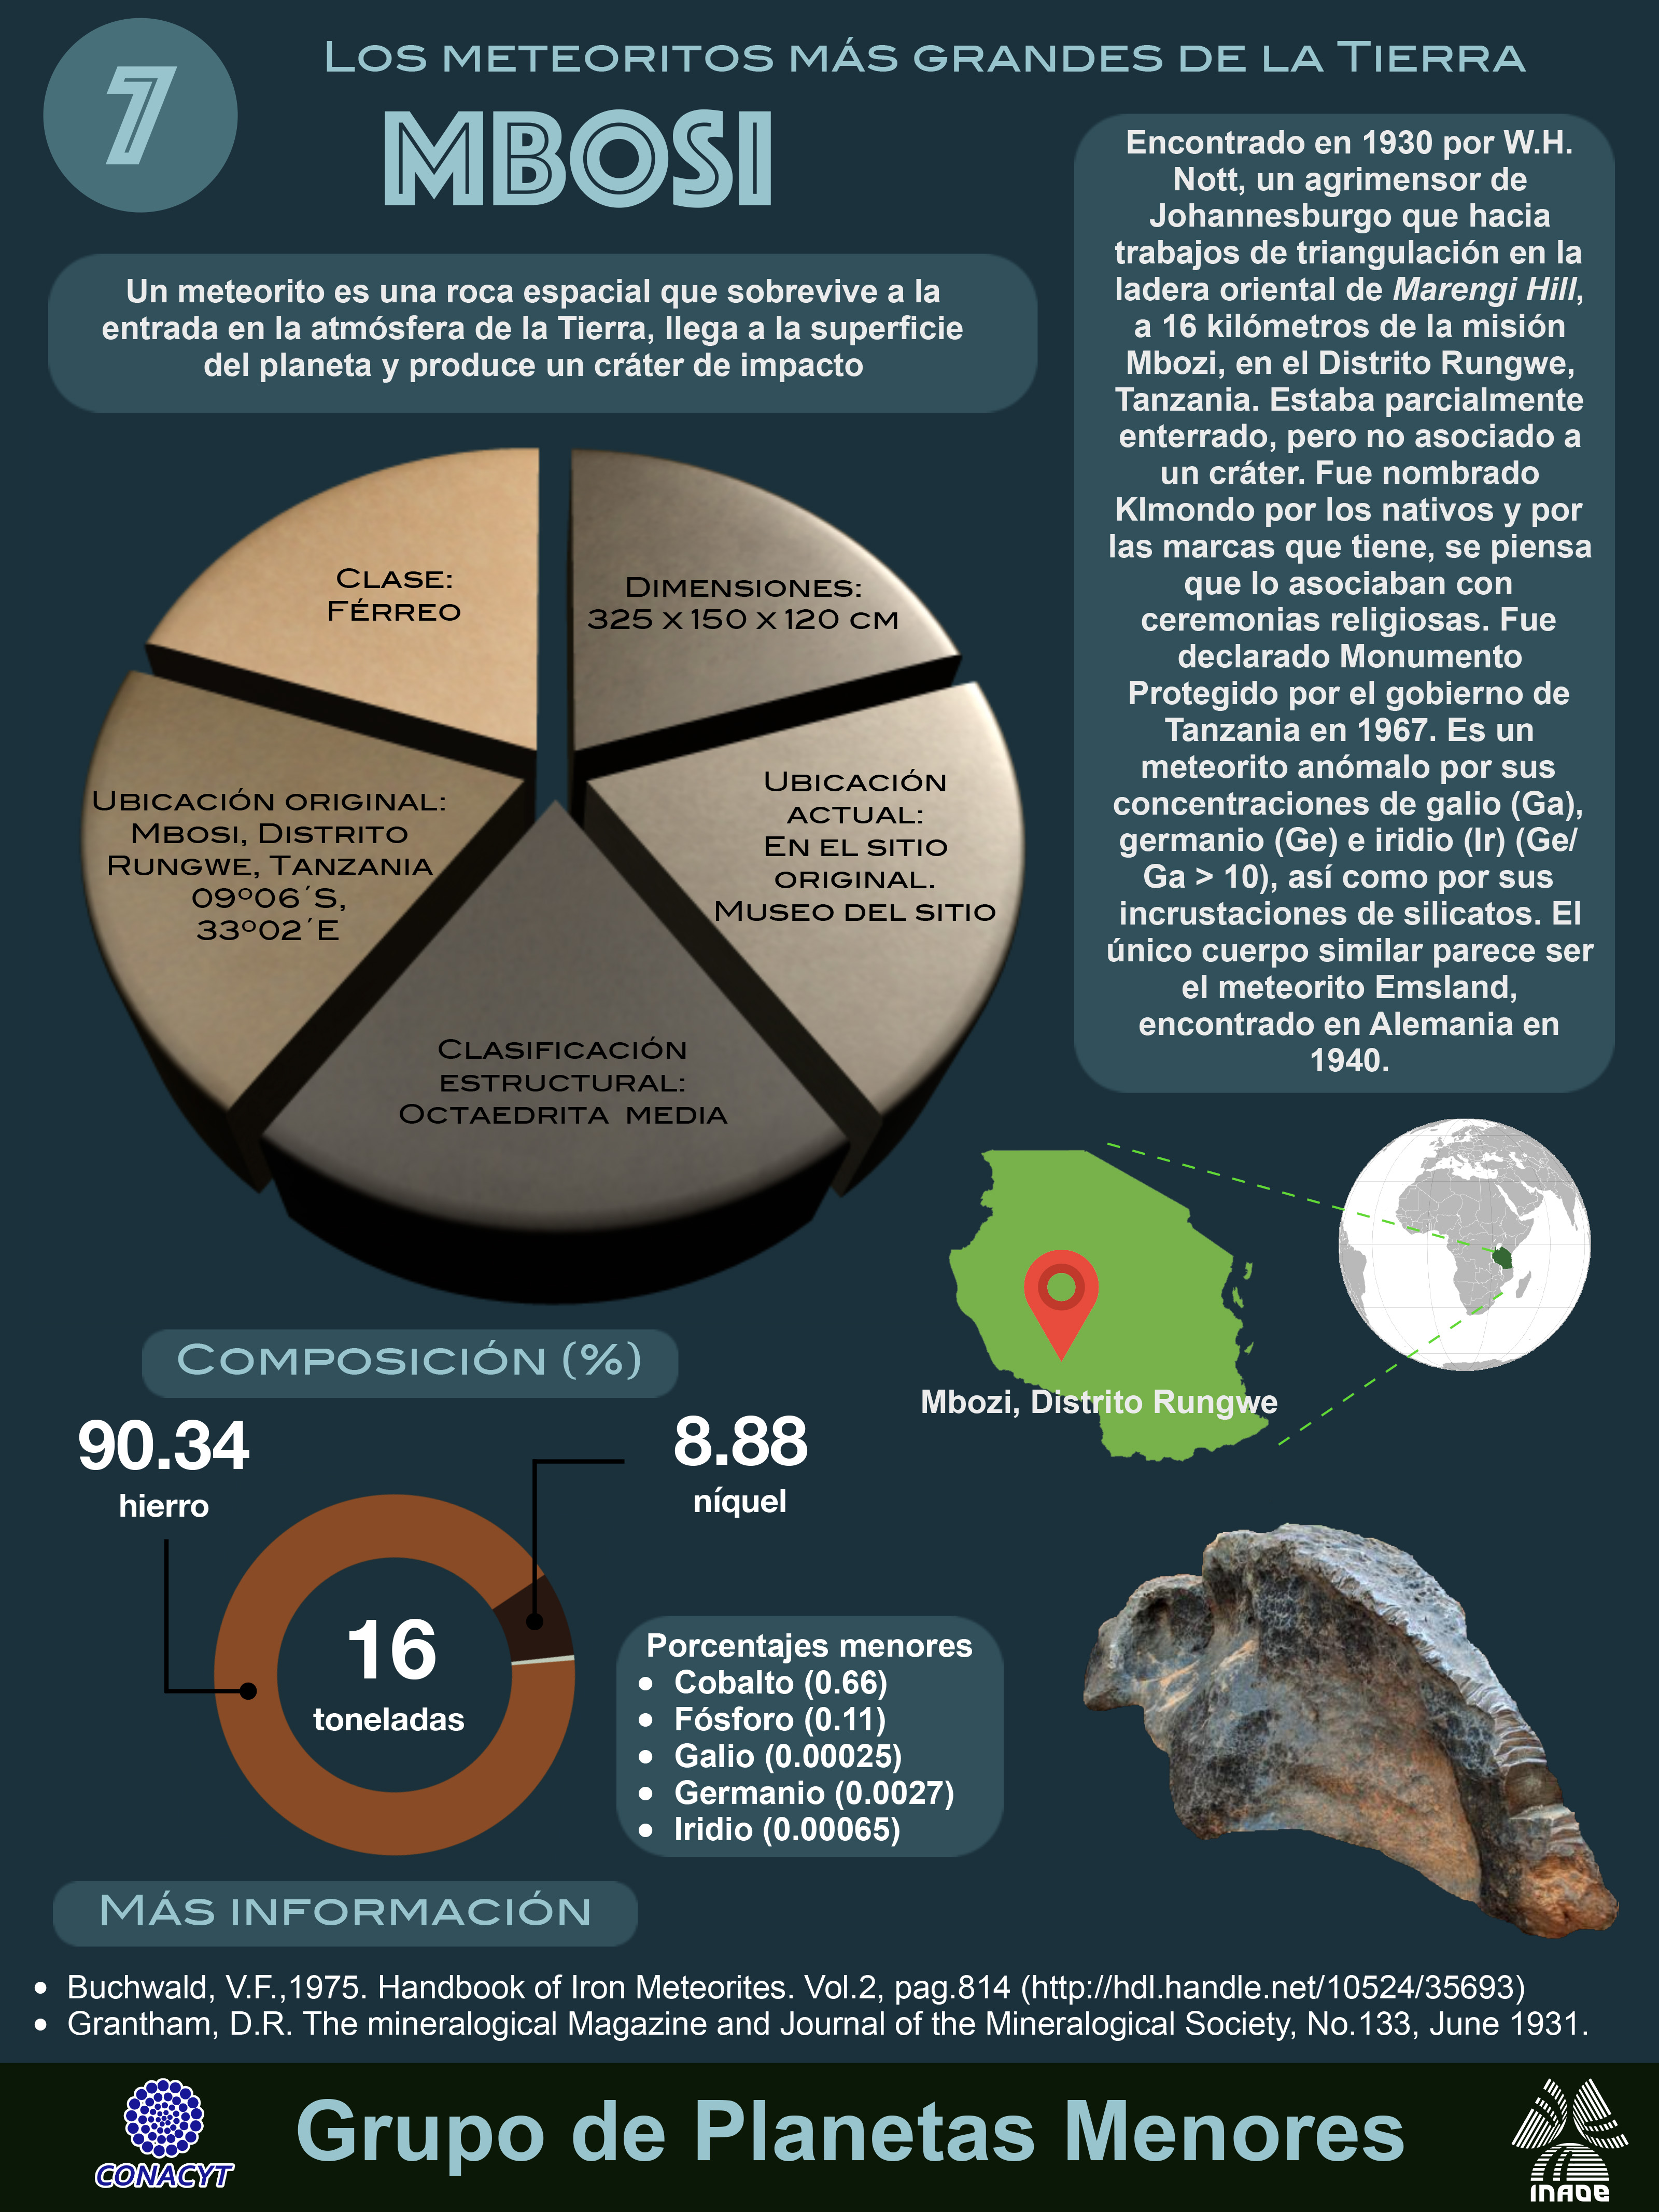 7
Los meteoritos más grandes de la Tierra
MBOSI
Un meteorito es una roca espacial que sobrevive a la
entrada en la atmósfera de la Tierra, llega a la superficie
del planeta y produce un cráter de impacto
Encontrado en 1930 por W.H.
Nott, un agrimensor de
Johannesburgo que hacia
trabajos de triangulación en la
ladera oriental de Marengi Hill,
a 16 kilómetros de la misión
Mbozi, en el Distrito Rungwe,
Tanzania. Estaba parcialmente
enterrado, pero no asociado a
un cráter. Fue nombrado
KImondo por los nativos y por
las marcas que tiene, se piensa
que lo asociaban con
ceremonias religiosas. Fue
declarado Monumento
Protegido por el gobierno de
Tanzania en 1967. Es un
meteorito anómalo por sus
concentraciones de galio (Ga),
germanio (Ge) e iridio (Ir) (Ge/
Ga > 10), así como por sus
incrustaciones de silicatos. El
único cuerpo similar parece ser
el meteorito Emsland,
encontrado en Alemania en
1940.
Clase:
Férreo
Dimensiones:
325 x 150 x 120 cm
Ubicación original:
Mbosi, Distrito
Rungwe, Tanzania
09º06´S,
33º02´E
Ubicación
actual:
En el sitio
original.
Museo del sitio
Clasificación
estructural:
Octaedrita media
Mbozi, Distrito Rungwe
Composición (%)
90.34
hierro
8.88
níquel
16
toneladas
Porcentajes menores
• Cobalto (0.66)
• Fósforo (0.11)
• Galio (0.00025)
• Germanio (0.0027)
• Iridio (0.00065)
Más información
• Buchwald, V.F.,1975. Handbook of Iron Meteorites. Vol.2, pag.814 (http://hdl.handle.net/10524/35693)
• Grantham, D.R. The mineralogical Magazine and Journal of the Mineralogical Society, No.133, June 1931.
CONACYT
Grupo de Planetas Menores
INAOE